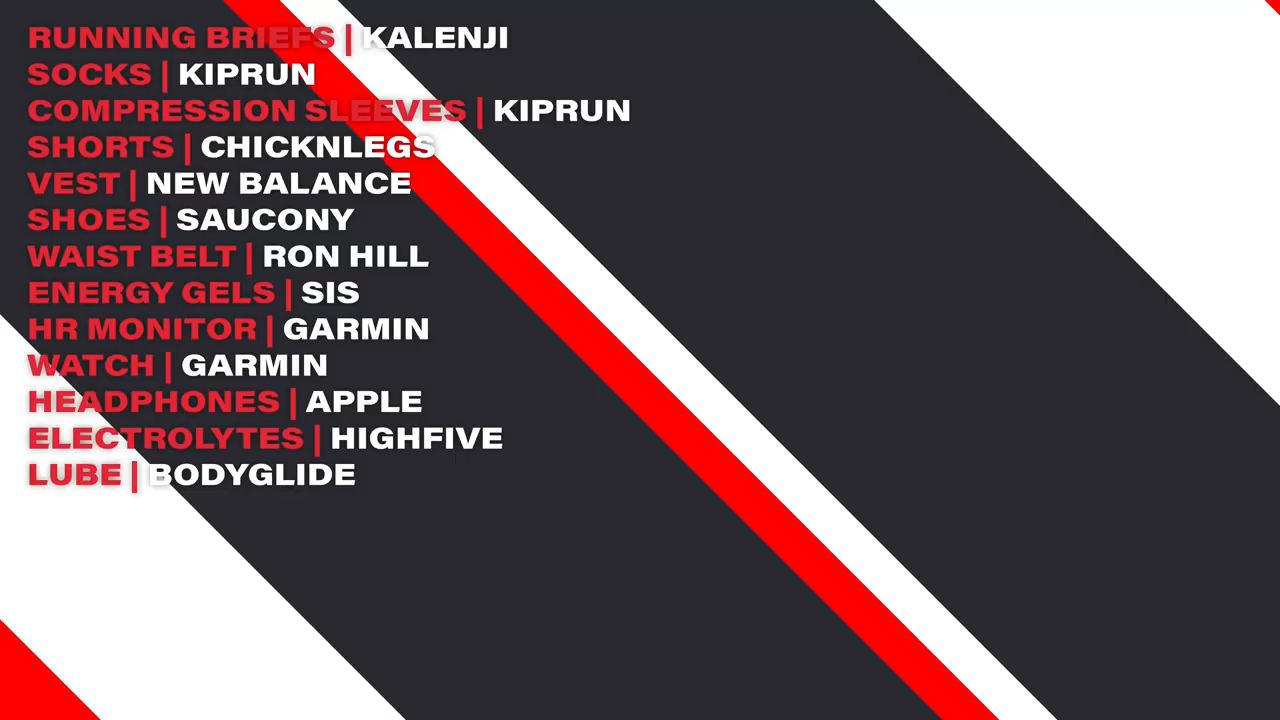 RUNNING BRIEFS | KALENJI
SOCKS | KIPRUN
COMPRESSION SLEEVES | KIPRUN
SHORTS | CHICKNLEGS
VEST | NEW BALANCE
SHOES | SAUCONY
WAIST BELT | RON HILL
ENERGY GELS | SIS
HR MONITOR | GARMIN
WATCH | GARMIN
HEADPHONES | APPLE
ELECTROLYTES | HIGHFIVE
LUBE | BODYGLIDE